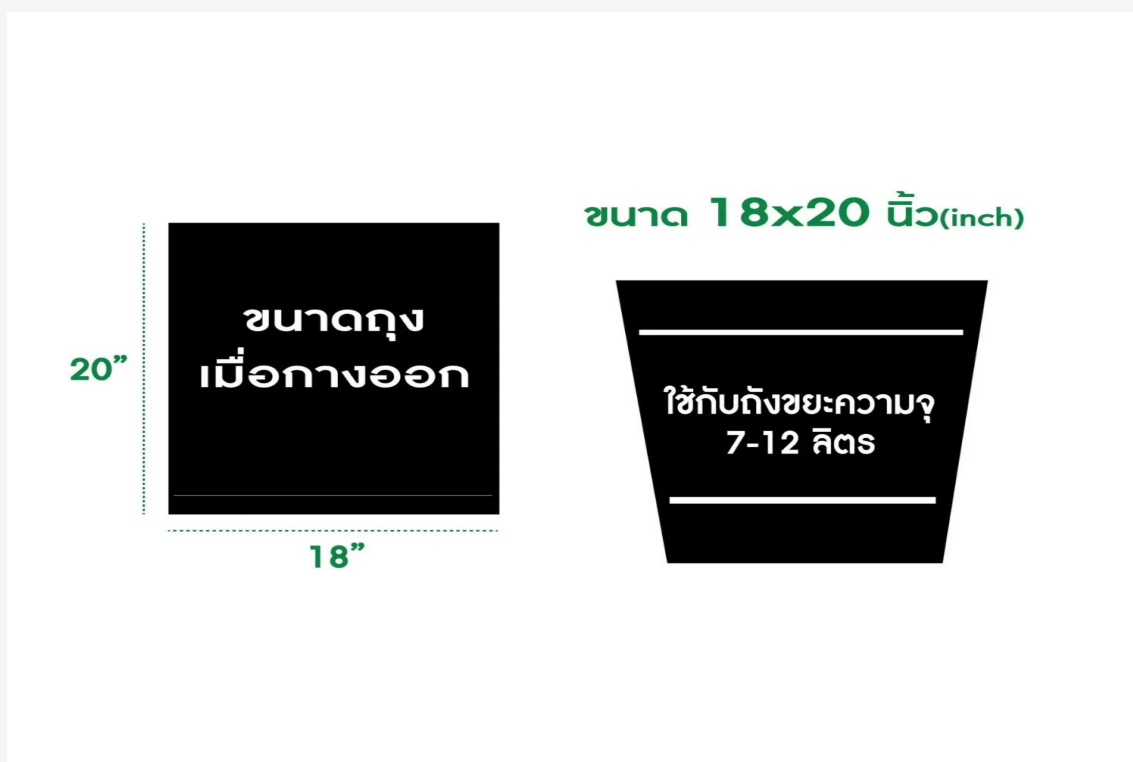 ขนาด 18x20 นิ้ว(inch)
ขนาดถุง
เมื่อกางออก
20”
18”
ใช้กับถังขยะความจุ
7-12 ลิตร